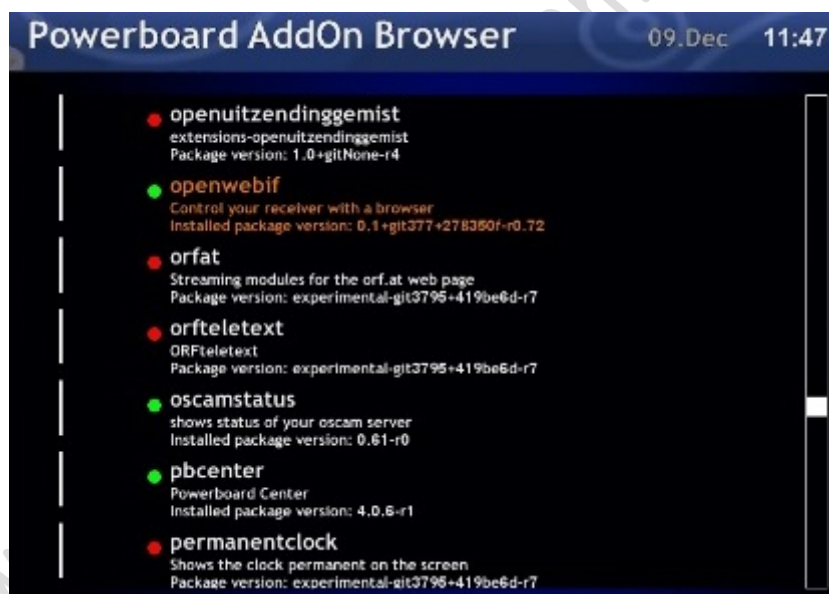 Powerboard AddOn Browser
09.Dec 11:47
openuitzendinggemist
extensions-openuitzendinggemist
Package version: 1.0+gitNone-r4
openwebif
Control your receiver with a browser
Installed package version: 0.1+git377+278350f-r0.72
orfat
Streaming modules for the orf.at web page
Package version: experimental-git3795+419be6d-r7
orfteletext
ORFteletext
Package version: experimental-git3795+419be6d-r7
oscamstatus
shows status of your oscam server
Installed package version: 0.61-r0
pbcenter
Powerboard Center
Installed package version: 4.0.6-r1
permanentclock
Shows the clock permanent on the screen
Package version: experimental-git3795+419be6d-r7